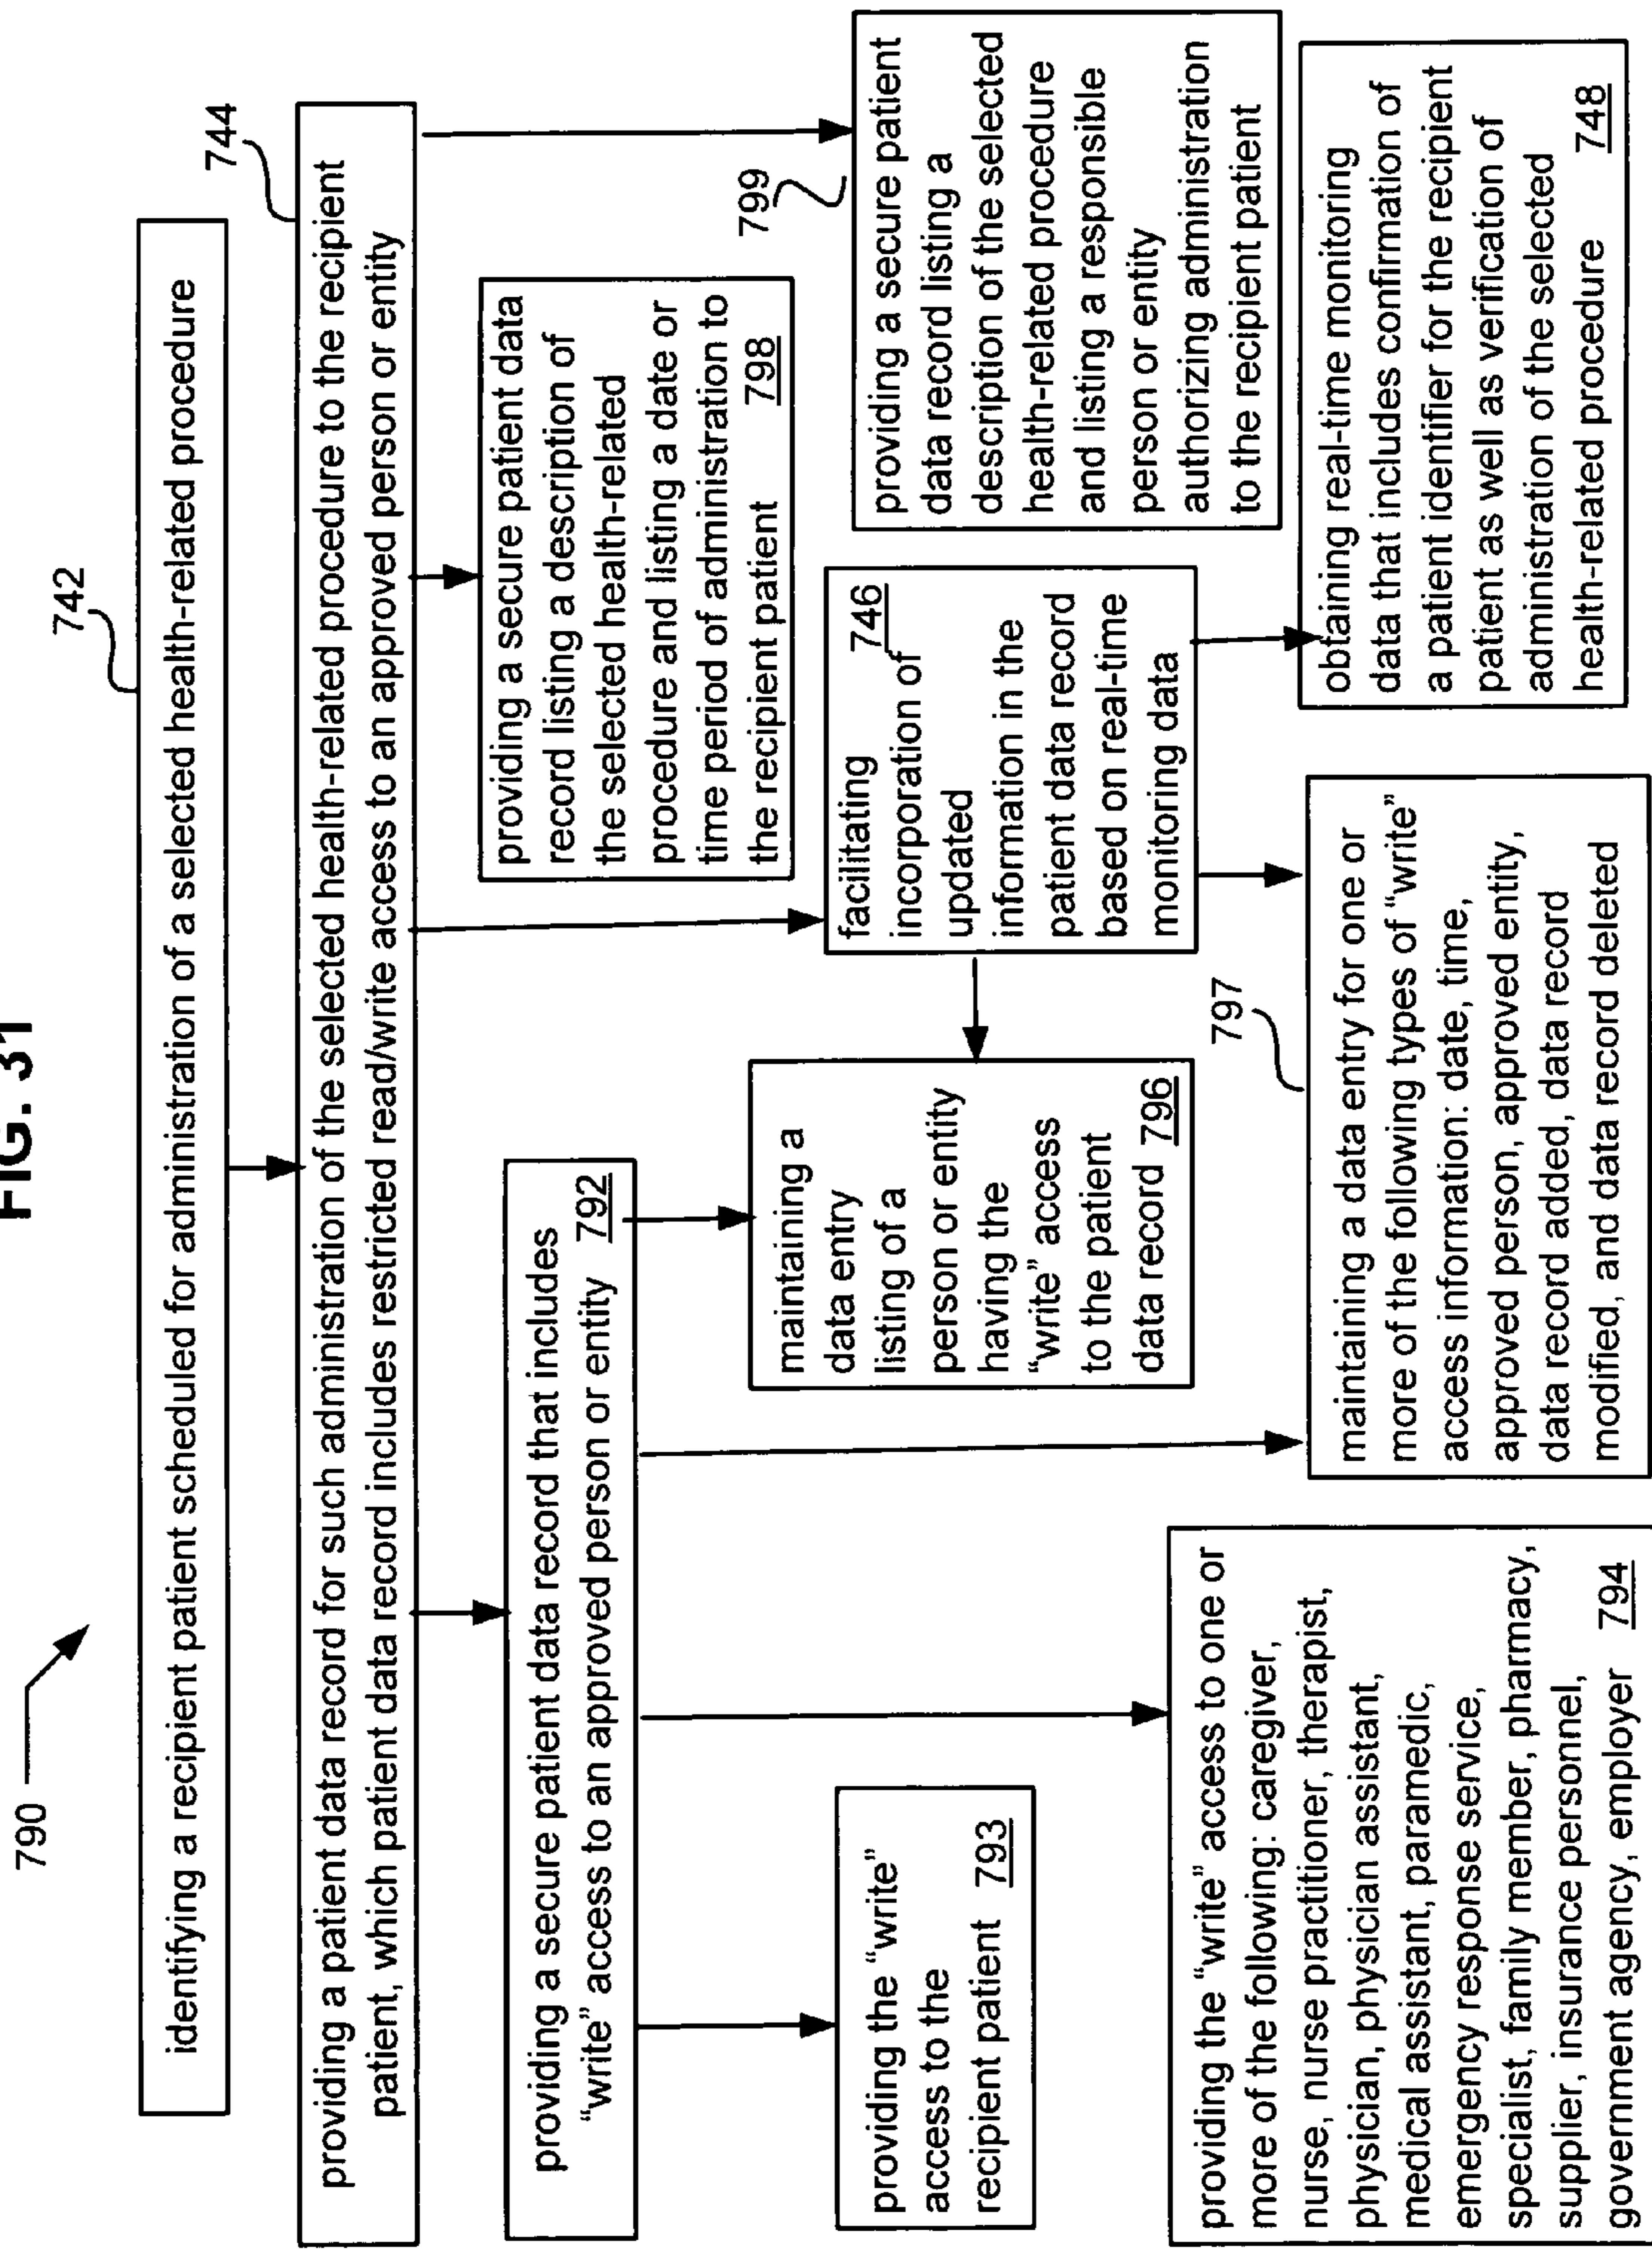 FIG. 31
790
742
identifying a recipient patient scheduled for administration of a selected health-related procedure
744
providing a patient data record for such administration of the selected health-related procedure to the recipient
patient, which patient data record includes restricted read/write access to an approved person or entity
providing a secure patient data record that includes
“write” access to an approved person or entity 792
providing a secure patient data
record listing a description of
the selected health-related
procedure and listing a date or
time period of administration to
the recipient patient 798
799
providing a secure patient
data record listing a
description of the selected
health-related procedure
and listing a responsible
person or entity
authorizing administration
to the recipient patient
providing the “write”
access to the
recipient patient 793
maintaining a
data entry
listing of a
person or entity
having the
“write” access
to the patient
data record 796
facilitating 746
incorporation of
updated
information in the
patient data record
based on real-time
monitoring data
providing the “write” access to one or
more of the following: caregiver,
nurse, nurse practitioner, therapist,
physician, physician assistant,
medical assistant, paramedic,
emergency response service,
specialist, family member, pharmacy,
supplier, insurance personnel,
government agency, employer 794
797
maintaining a data entry for one or
more of the following types of “write”
access information: date, time,
approved person, approved entity,
data record added, data record
modified, and data record deleted
obtaining real-time monitoring
data that includes confirmation of
a patient identifier for the recipient
patient as well as verification of
administration of the selected
health-related procedure 748